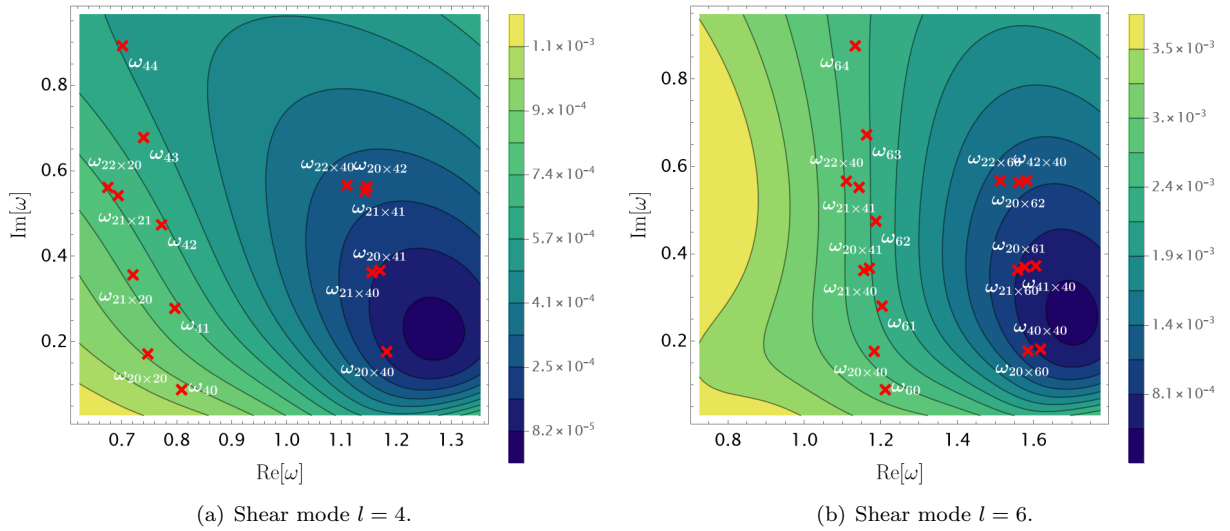 0.8
0.6
0.4
0.2
Im[ω]
0.7 0.8 0.9 1.0 1.1 1.2 1.3
Re[ω]
ω₄₄
ω₄₃
ω₂₂×₂₀
ω₂₁×₂₁
ω₄₂
ω₂₁×₂₀
ω₄₁
ω₂₀×₂₀
ω₄₀
ω₂₂×₄₀ ω₂₀×₄₂
ω₂₁×₄₁
ω₂₀×₄₁
ω₂₁×₄₀
ω₂₀×₄₀
1.1×10⁻³
9.×10⁻⁴
7.4×10⁻⁴
5.7×10⁻⁴
4.1×10⁻⁴
2.5×10⁻⁴
8.2×10⁻⁵
(a) Shear mode l = 4.
0.8
0.6
0.4
0.2
Im[ω]
0.8 1.0 1.2 1.4 1.6
Re[ω]
ω₆₄
ω₆₃
ω₂₂×₄₀
ω₂₁×₄₁
ω₆₂
ω₂₀×₄₁
ω₂₁×₄₀
ω₆₁
ω₂₀×₄₀
ω₆₀
ω₄₂×₄₀
ω₂₀×₆₂
ω₂₀×₆₁
ω₄₁×₄₀
ω₄₀×₄₀
ω₂₀×₆₀
3.5×10⁻³
3.×10⁻³
2.4×10⁻³
1.9×10⁻³
1.4×10⁻³
8.1×10⁻⁴
(b) Shear mode l = 6.